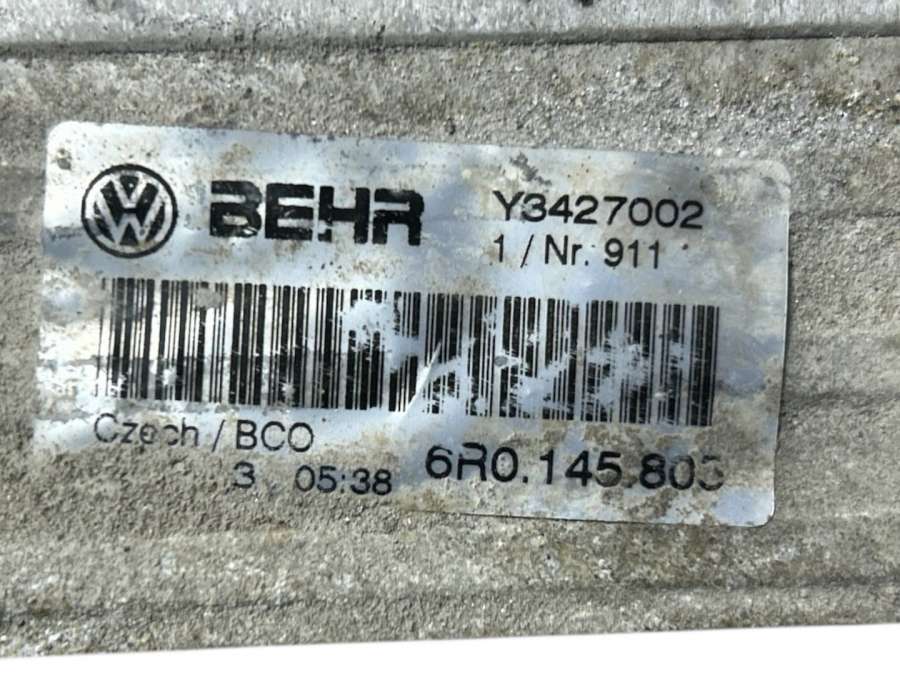 BEHR
Y3427002
1 / Nr. 911
Czech / BCO
3 05:38